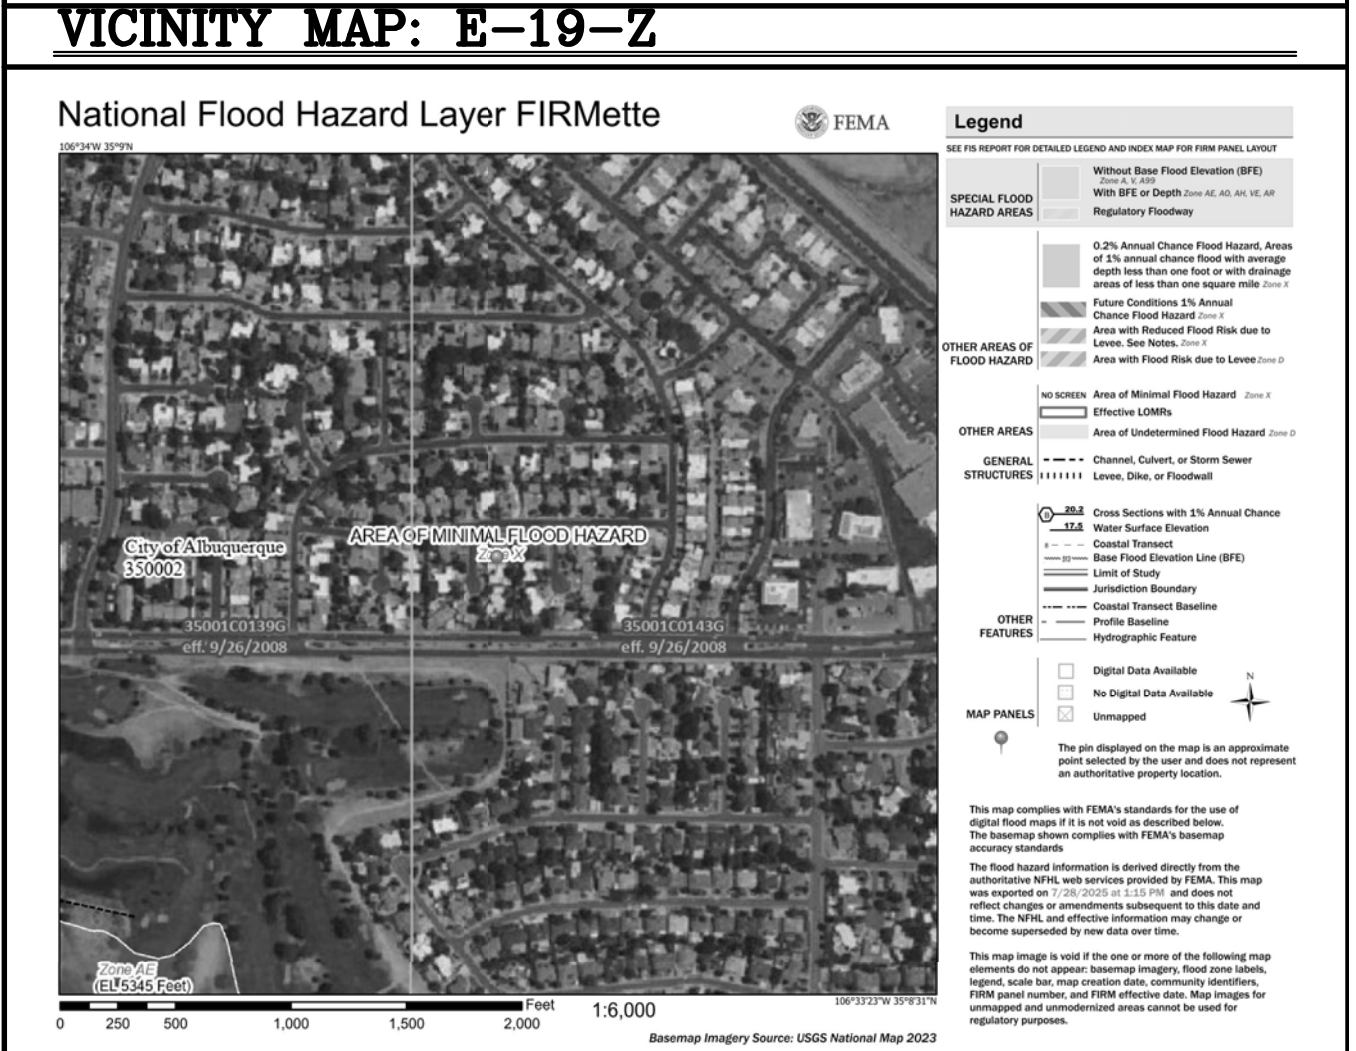 VICINITY MAP: E-19-Z
National Flood Hazard Layer FIRMette
FEMA
106°34'W 35°9'N
AREA OF MINIMAL FLOOD HAZARD
Zone X
City of Albuquerque
350002
35001C0139G
eff. 9/26/2008
35001C0143G
eff. 9/26/2008
Zone AE
(EL 5345 Feet)
106°33'23"W 35°8'31"N
Feet
1:6,000
0 250 500 1,000 1,500 2,000
Basemap Imagery Source: USGS National Map 2023
Legend
SEE FIS REPORT FOR DETAILED LEGEND AND INDEX MAP FOR FIRM PANEL LAYOUT
SPECIAL FLOOD
HAZARD AREAS
Without Base Flood Elevation (BFE)
Zone A, V, A99
With BFE or Depth Zone AE, AO, AH, VE, AR
Regulatory Floodway
OTHER AREAS OF
FLOOD HAZARD
0.2% Annual Chance Flood Hazard, Areas
of 1% annual chance flood with average
depth less than one foot or with drainage
areas of less than one square mile Zone X
Future Conditions 1% Annual
Chance Flood Hazard Zone X
Area with Reduced Flood Risk due to
Levee. See Notes. Zone X
Area with Flood Risk due to Levee Zone D
OTHER AREAS
NO SCREEN Area of Minimal Flood Hazard Zone X
Effective LOMRs
Area of Undetermined Flood Hazard Zone D
GENERAL
STRUCTURES
Channel, Culvert, or Storm Sewer
Levee, Dike, or Floodwall
OTHER
FEATURES
B 20.2 Cross Sections with 1% Annual Chance
17.5 Water Surface Elevation
8 Coastal Transect
513 Base Flood Elevation Line (BFE)
Limit of Study
Jurisdiction Boundary
Coastal Transect Baseline
Profile Baseline
Hydrographic Feature
MAP PANELS
Digital Data Available
No Digital Data Available
Unmapped
N
The pin displayed on the map is an approximate
point selected by the user and does not represent
an authoritative property location.
This map complies with FEMA's standards for the use of
digital flood maps if it is not void as described below.
The basemap shown complies with FEMA's basemap
accuracy standards
The flood hazard information is derived directly from the
authoritative NFHL web services provided by FEMA. This map
was exported on 7/28/2025 at 1:15 PM and does not
reflect changes or amendments subsequent to this date and
time. The NFHL and effective information may change or
become superseded by new data over time.
This map image is void if the one or more of the following map
elements do not appear: basemap imagery, flood zone labels,
legend, scale bar, map creation date, community identifiers,
FIRM panel number, and FIRM effective date. Map images for
unmapped and unmodernized areas cannot be used for
regulatory purposes.